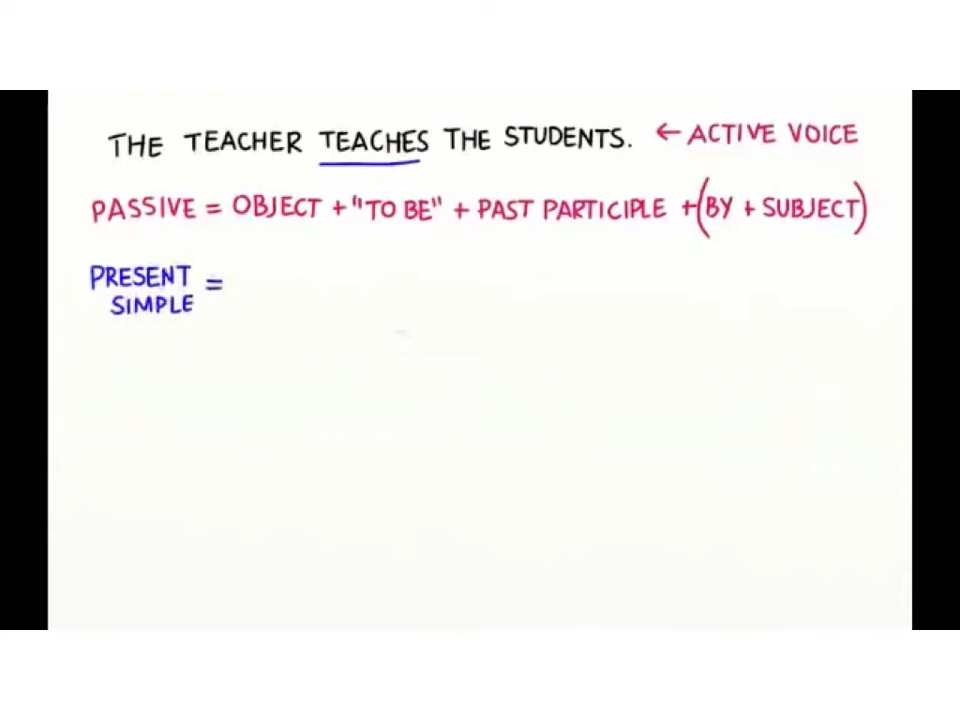 THE TEACHER TEACHES THE STUDENTS. ← ACTIVE VOICE
PASSIVE = OBJECT + "TO BE" + PAST PARTICIPLE + (BY + SUBJECT)
PRESENT =
SIMPLE